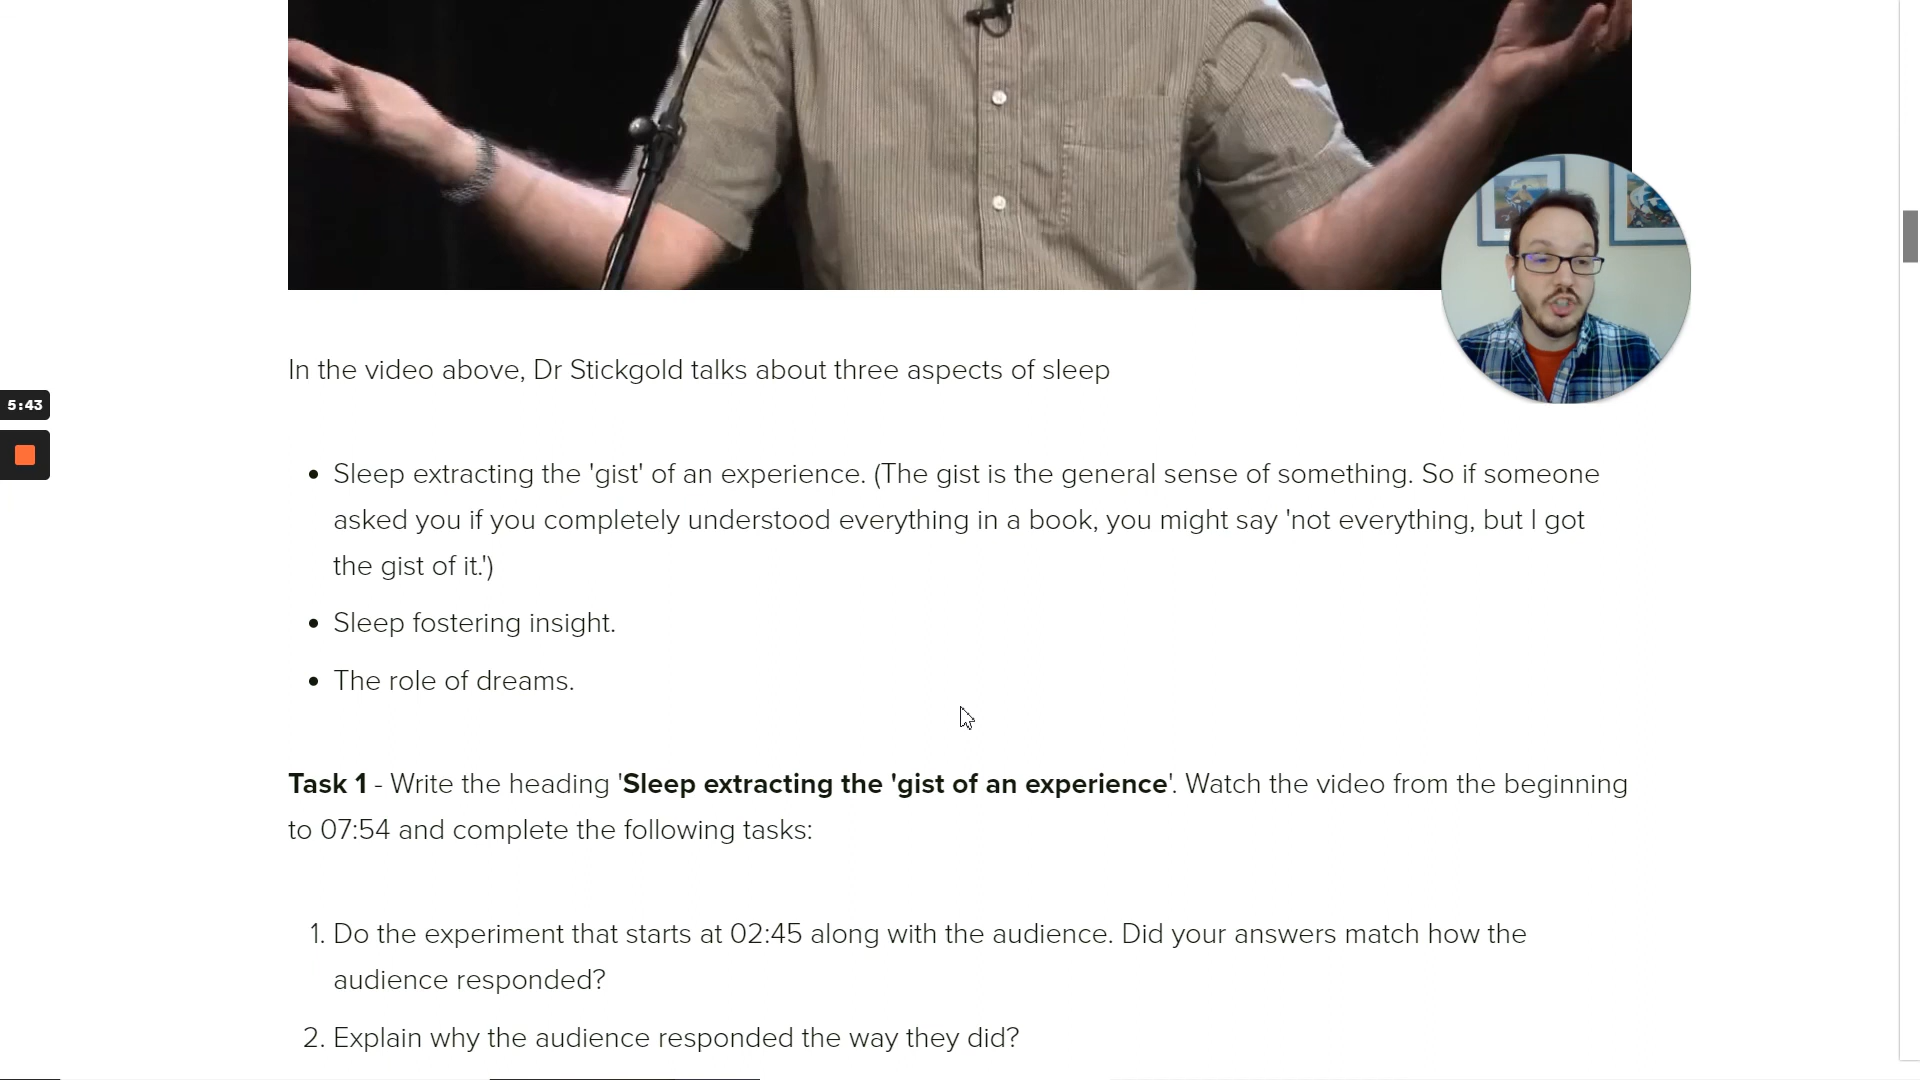 In the video above, Dr Stickgold talks about three aspects of sleep
5:43
• Sleep extracting the 'gist' of an experience. (The gist is the general sense of something. So if someone
asked you if you completely understood everything in a book, you might say 'not everything, but I got
the gist of it.')
• Sleep fostering insight.
• The role of dreams.
Task 1 - Write the heading 'Sleep extracting the 'gist of an experience'. Watch the video from the beginning
to 07:54 and complete the following tasks:
1. Do the experiment that starts at 02:45 along with the audience. Did your answers match how the
audience responded?
2. Explain why the audience responded the way they did?